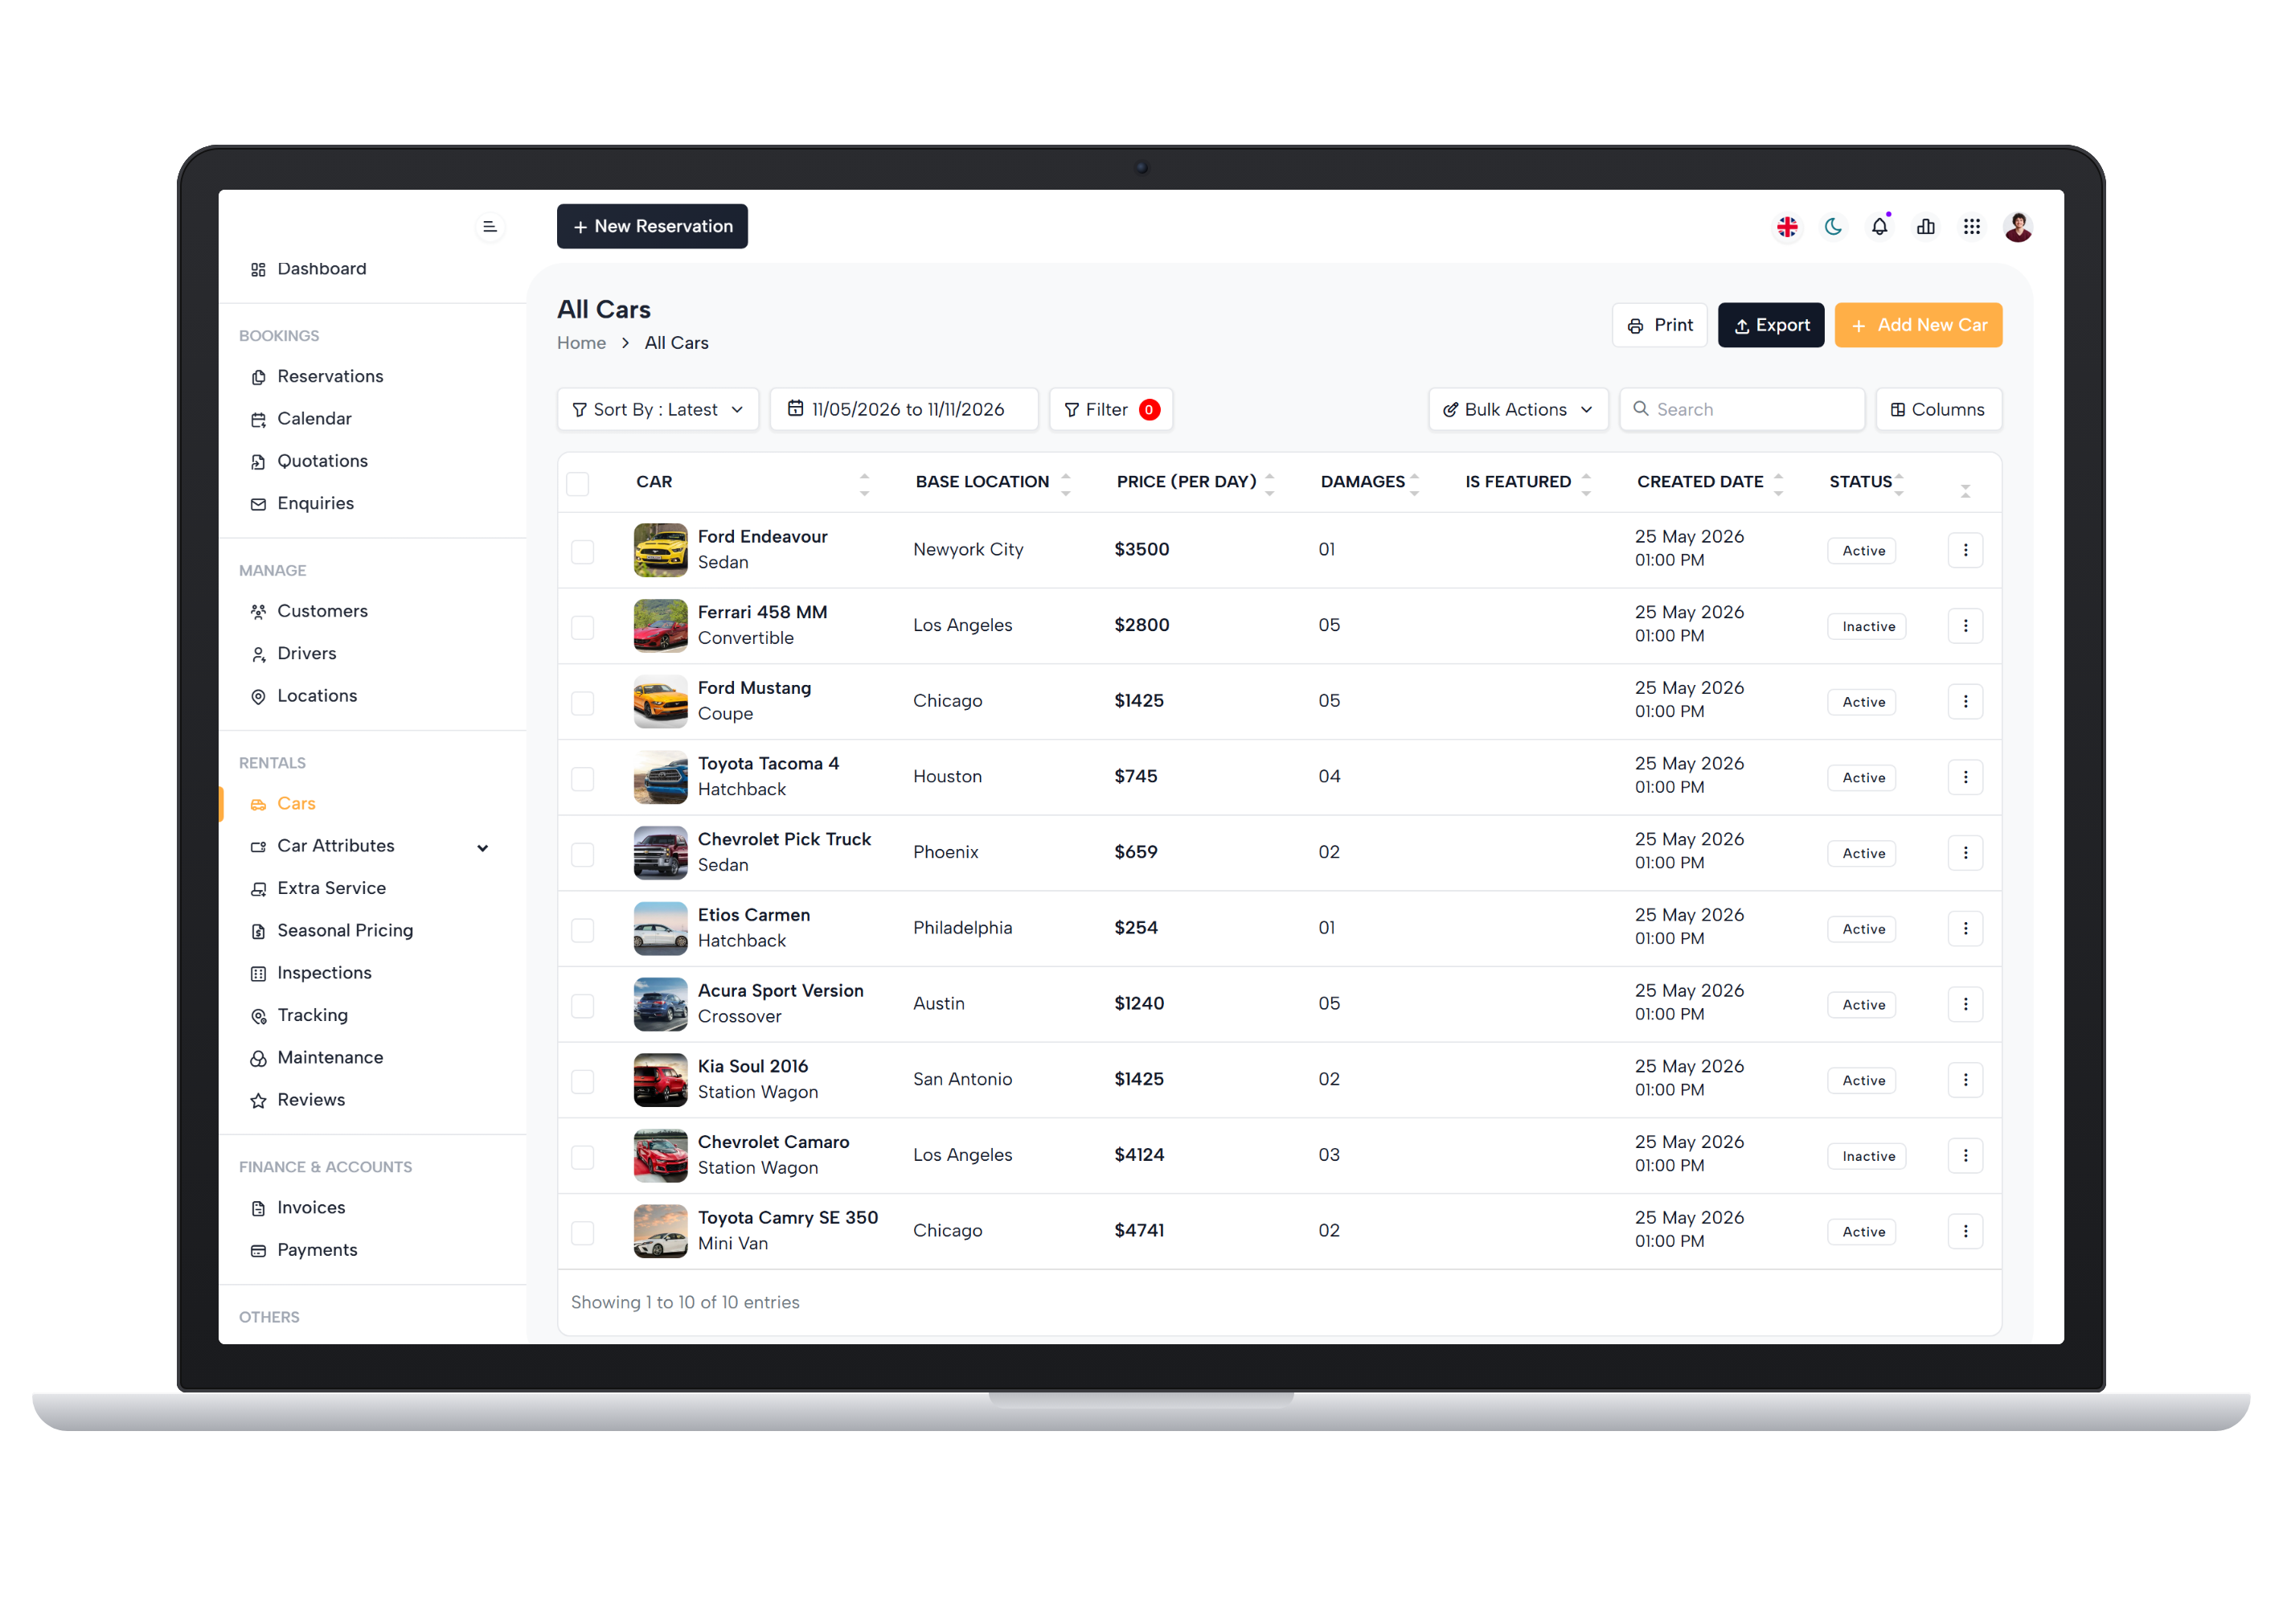 New Reservation
Dashboard
BOOKINGS
Reservations
Calendar
Quotations
Enquiries
MANAGE
Customers
Drivers
Locations
RENTALS
Cars
Car Attributes
Extra Service
Seasonal Pricing
Inspections
Tracking
Maintenance
Reviews
FINANCE & ACCOUNTS
Invoices
Payments
OTHERS
All Cars
Home > All Cars
Print
Export
Add New Car
Sort By : Latest
11/05/2026 to 11/11/2026
Filter 0
Bulk Actions
Search
Columns
CAR BASE LOCATION PRICE (PER DAY) DAMAGES IS FEATURED CREATED DATE STATUS
Ford Endeavour
Sedan
Newyork City $3500 01
25 May 2026
01:00 PM
Active
Ferrari 458 MM
Convertible
Los Angeles $2800 05
25 May 2026
01:00 PM
Inactive
Ford Mustang
Coupe
Chicago $1425 05
25 May 2026
01:00 PM
Active
Toyota Tacoma 4
Hatchback
Houston $745 04
25 May 2026
01:00 PM
Active
Chevrolet Pick Truck
Sedan
Phoenix $659 02
25 May 2026
01:00 PM
Active
Etios Carmen
Hatchback
Philadelphia $254 01
25 May 2026
01:00 PM
Active
Acura Sport Version
Crossover
Austin $1240 05
25 May 2026
01:00 PM
Active
Kia Soul 2016
Station Wagon
San Antonio $1425 02
25 May 2026
01:00 PM
Active
Chevrolet Camaro
Station Wagon
Los Angeles $4124 03
25 May 2026
01:00 PM
Inactive
Toyota Camry SE 350
Mini Van
Chicago $4741 02
25 May 2026
01:00 PM
Active
Showing 1 to 10 of 10 entries